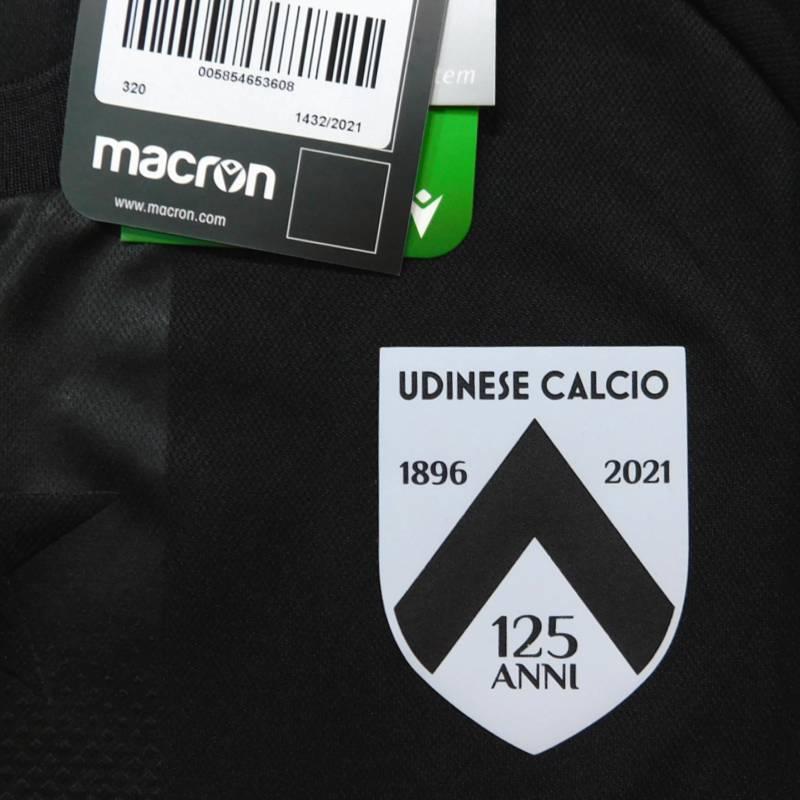 005854653608
320
1432/2021
macron
www.macron.com
UDINESE CALCIO
1896 2021
125
ANNI